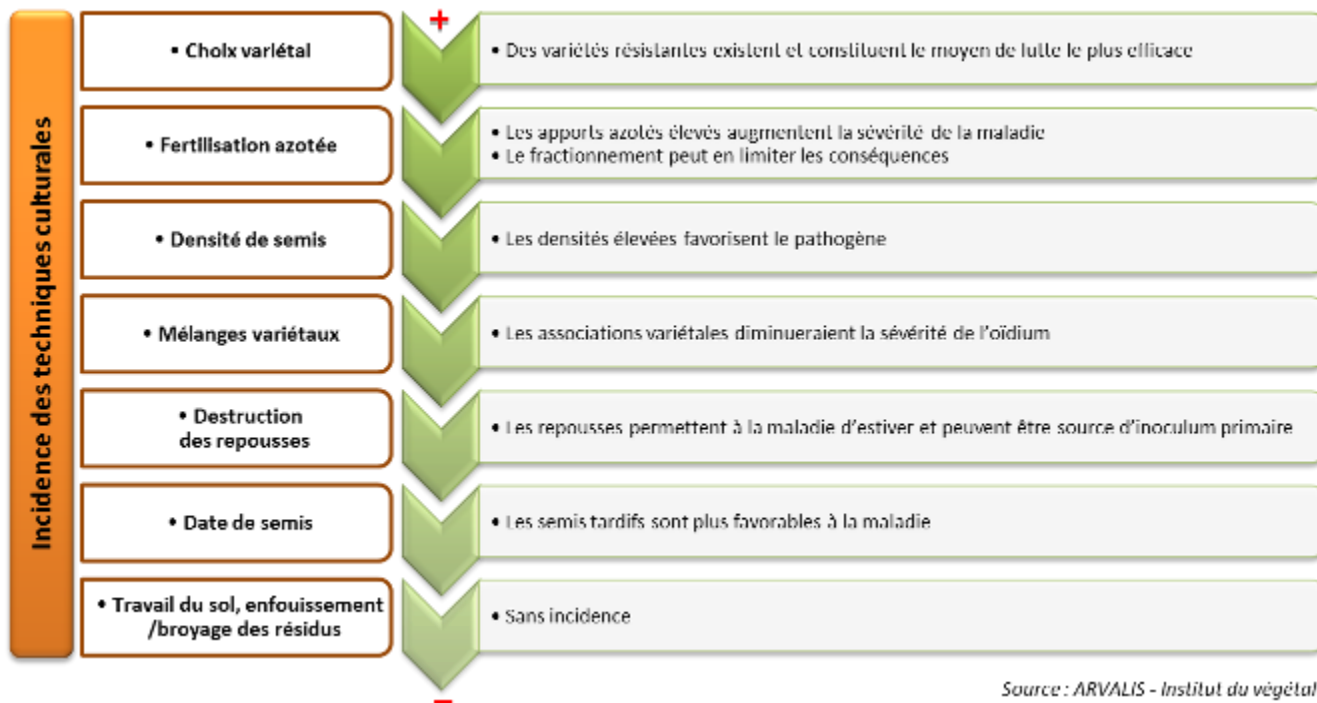 Incidence des techniques culturales
+
• Choix variétal
• Des variétés résistantes existent et constituent le moyen de lutte le plus efficace
• Fertilisation azotée
• Les apports azotés élevés augmentent la sévérité de la maladie
• Le fractionnement peut en limiter les conséquences
• Densité de semis
• Les densités élevées favorisent le pathogène
• Mélanges variétaux
• Les associations variétales diminueraient la sévérité de l'oïdium
• Destruction
des repousses
• Les repousses permettent à la maladie d'estiver et peuvent être source d'inoculum primaire
• Date de semis
• Les semis tardifs sont plus favorables à la maladie
• Travail du sol, enfouissement
/broyage des résidus
• Sans incidence
–
Source : ARVALIS - Institut du végétal